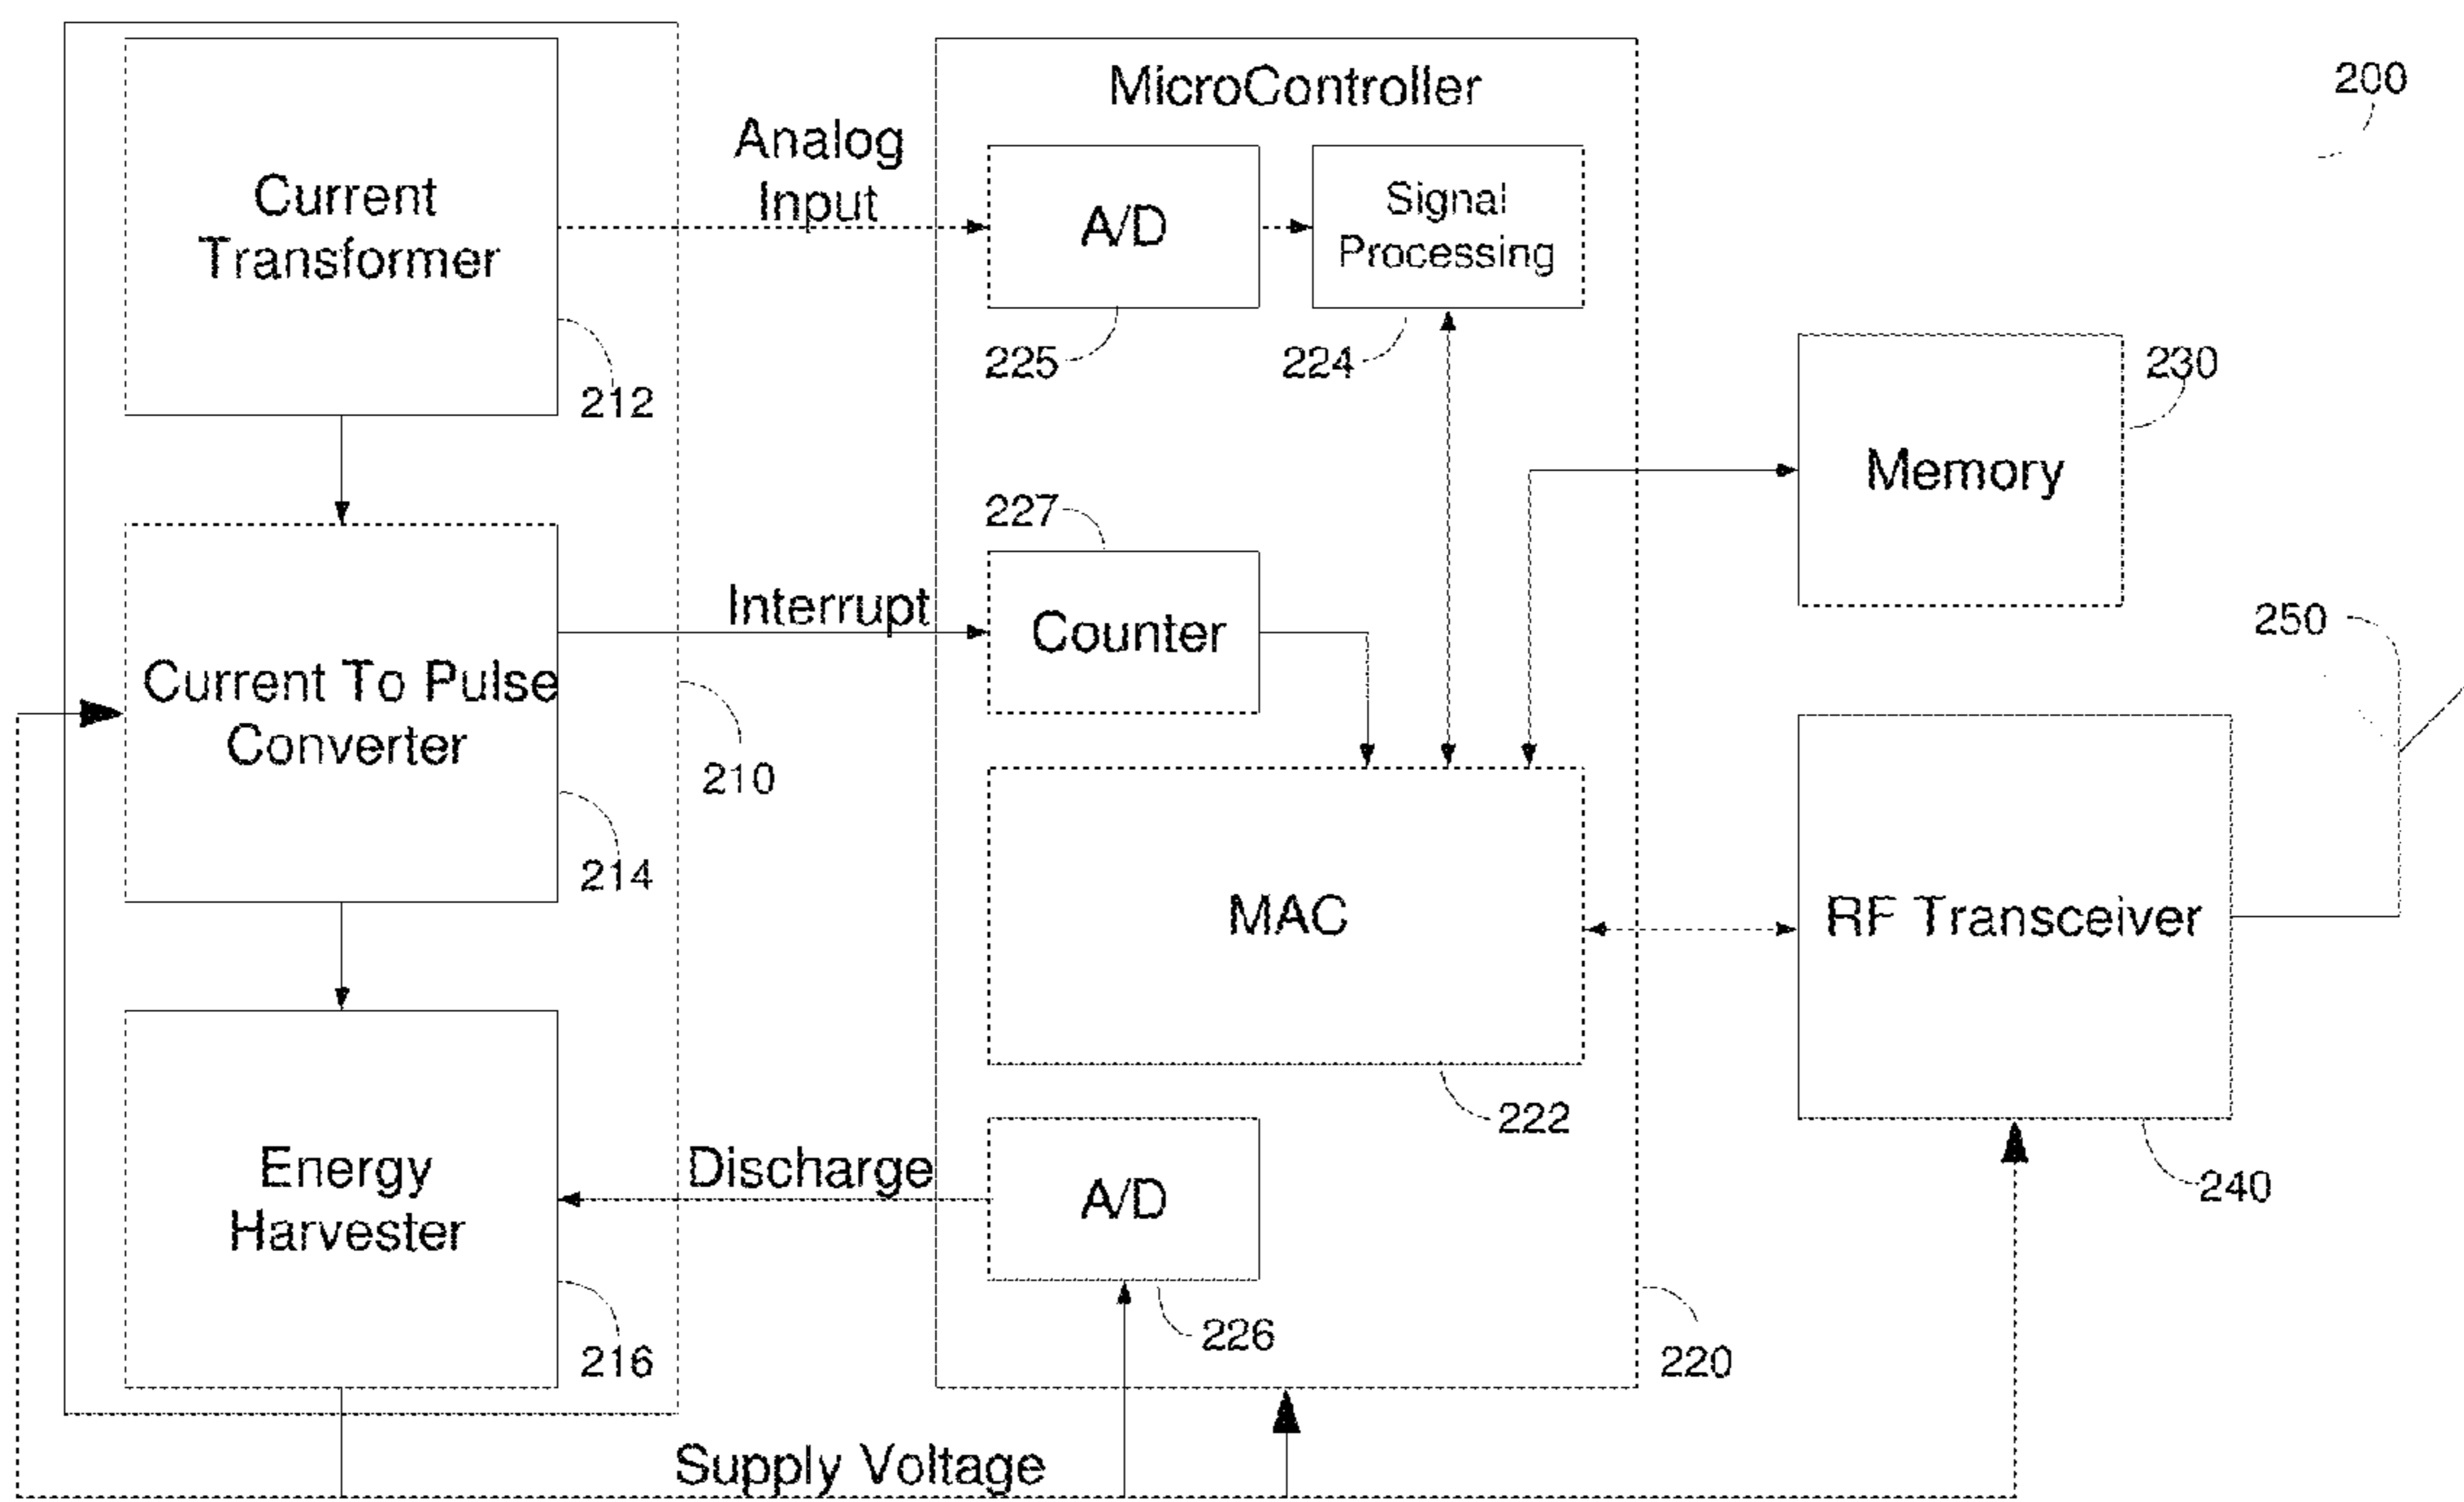 MicroController
200
Analog
Input
Current
Transformer
A/D
Signal
Processing
225
224
230
212
Memory
227
Interrupt
Counter
250
Current To Pulse
Converter
210
214
MAC
RF Transceiver
222
Discharge
Energy
Harvester
A/D
240
226
216
220
Supply Voltage